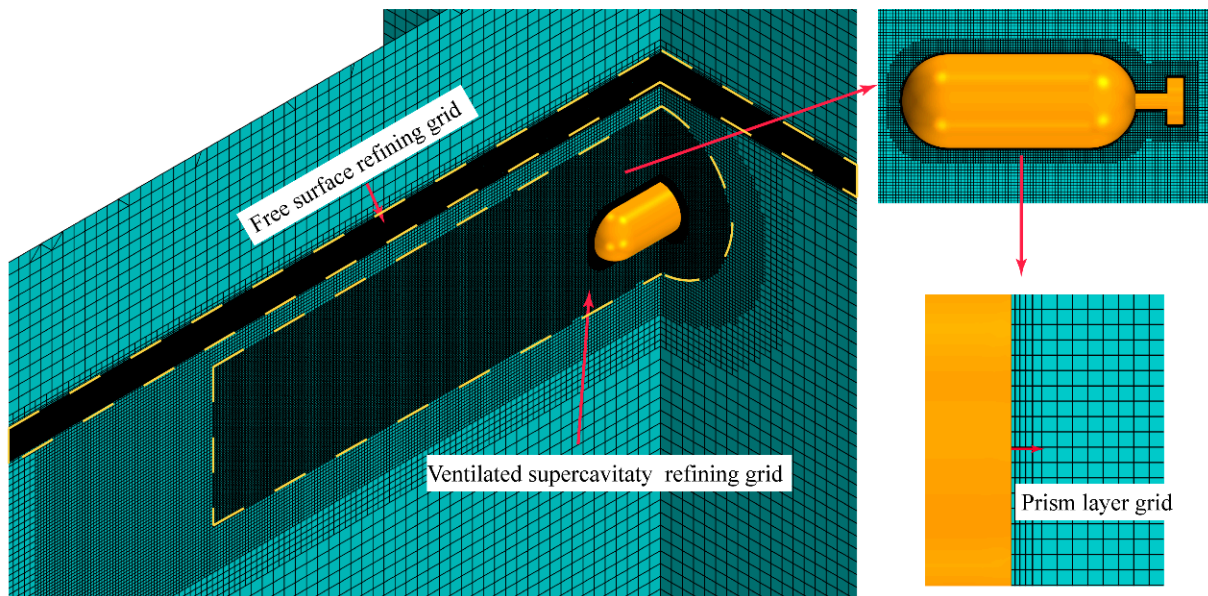 Free surface refining grid
Ventilated supercavitaty refining grid
Prism layer grid